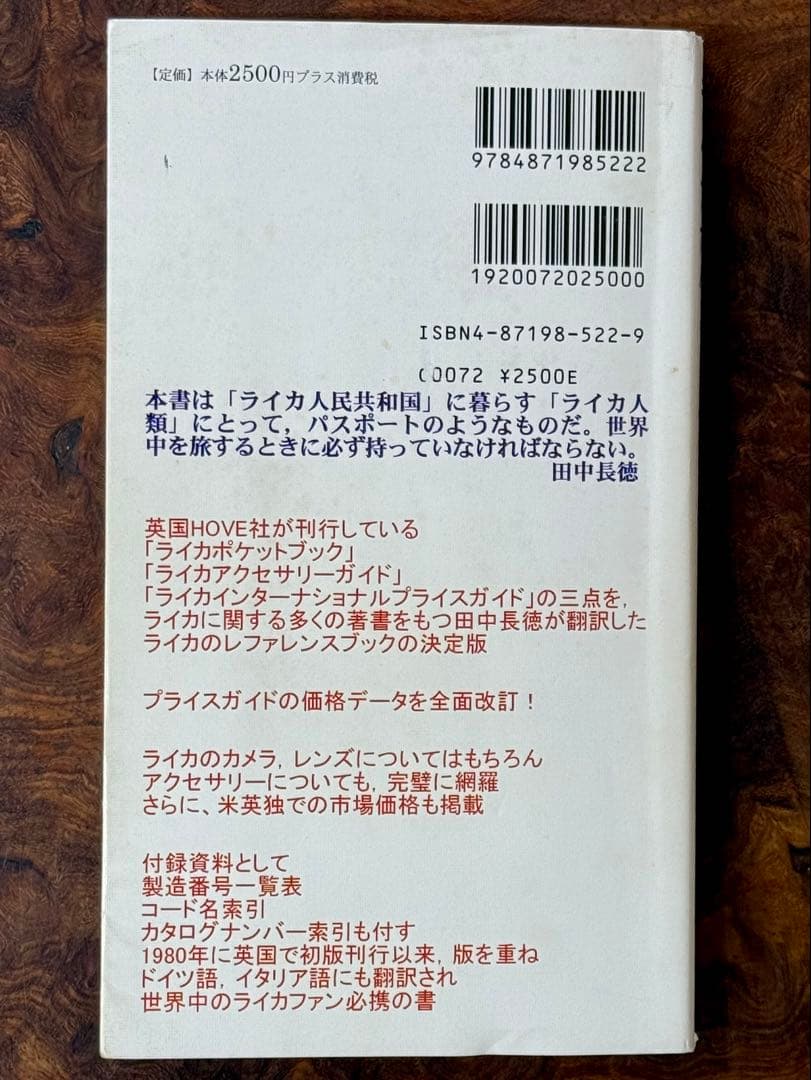 【定価】本体2500円プラス消費税
9784871985222
1920072025000
ISBN4-87198-522-9
C0072 ¥2500E
本書は「ライカ人民共和国」に暮らす「ライカ人
類」にとって，パスポートのようなものだ。世界
中を旅するときに必ず持っていなければならない。
田中長徳
英国HOVE社が刊行している
「ライカポケットブック」
「ライカアクセサリーガイド」
「ライカインターナショナルプライスガイド」の三点を，
ライカに関する多くの著書をもつ田中長徳が翻訳した
ライカのレファレンスブックの決定版
プライスガイドの価格データを全面改訂！
ライカのカメラ，レンズについてはもちろん
アクセサリーについても，完璧に網羅
さらに、米英独での市場価格も掲載
付録資料として
製造番号一覧表
コード名索引
カタログナンバー索引も付す
1980年に英国で初版刊行以来，版を重ね
ドイツ語，イタリア語にも翻訳され
世界中のライカファン必携の書